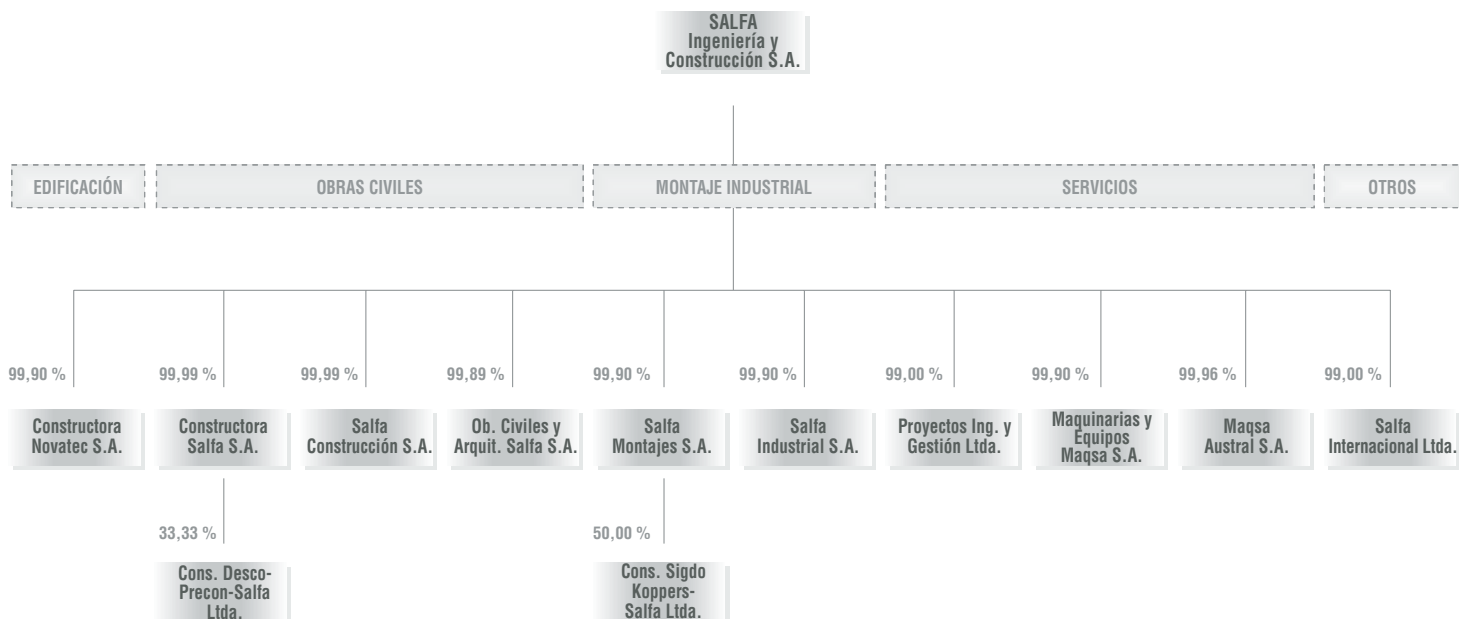 SALFA
Ingeniería y
Construcción S.A.
EDIFICACIÓN
OBRAS CIVILES
MONTAJE INDUSTRIAL
SERVICIOS
OTROS
99,90 %
99,99 %
99,99 %
99,89 %
99,90 %
99,90 %
99,00 %
99,90 %
99,96 %
99,00 %
Constructora
Novatec S.A.
Constructora
Salfa S.A.
Salfa
Construcción S.A.
Ob. Civiles y
Arquit. Salfa S.A.
Salfa
Montajes S.A.
Salfa
Industrial S.A.
Proyectos Ing. y
Gestión Ltda.
Maquinarias y
Equipos
Maqsa S.A.
Maqsa
Austral S.A.
Salfa
Internacional Ltda.
33,33 %
50,00 %
Cons. Desco-
Precon-Salfa
Ltda.
Cons. Sigdo
Koppers-
Salfa Ltda.